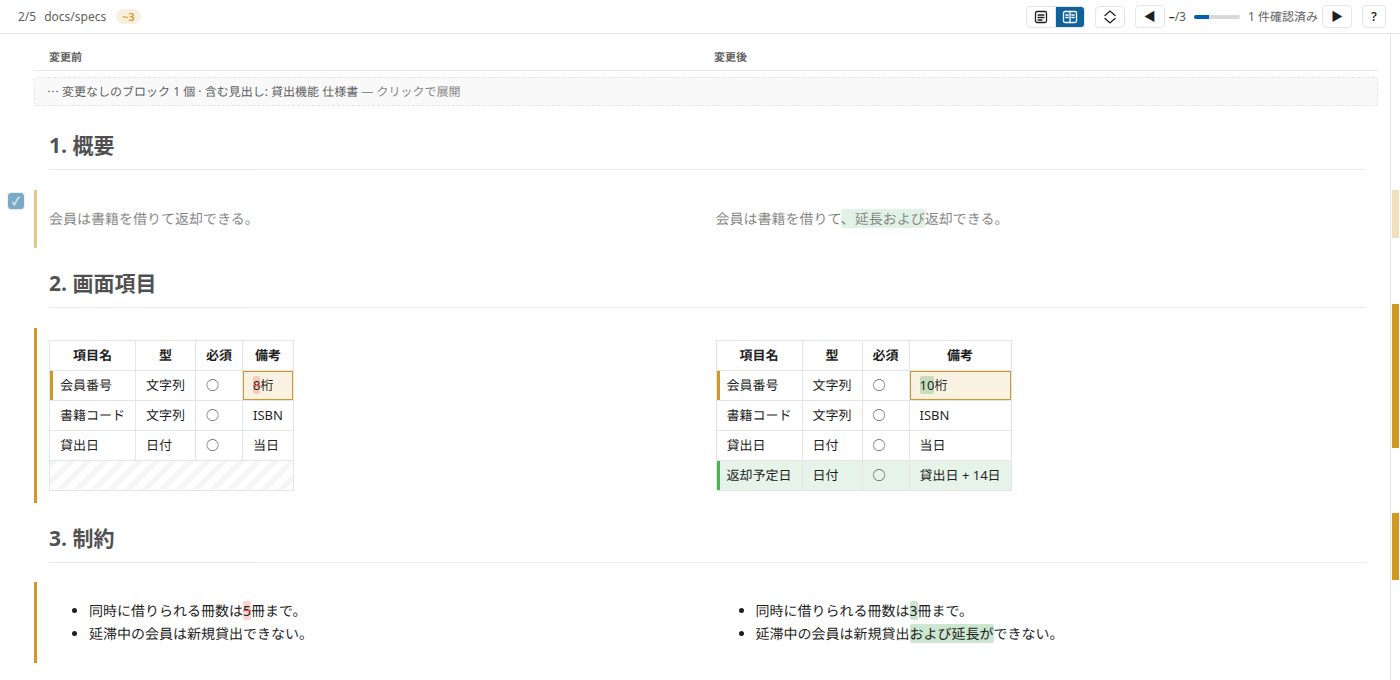 2/5 docs/specs ~3 –/3 1 件確認済み ?
変更前 変更後
… 変更なしのブロック 1 個 · 含む見出し: 貸出機能 仕様書 — クリックで展開
1. 概要
会員は書籍を借りて返却できる。 会員は書籍を借りて、延長および返却できる。
2. 画面項目
項目名 型 必須 備考 項目名 型 必須 備考
会員番号 文字列 〇 8桁 会員番号 文字列 〇 10桁
書籍コード 文字列 〇 ISBN 書籍コード 文字列 〇 ISBN
貸出日 日付 〇 当日 貸出日 日付 〇 当日
返却予定日 日付 〇 貸出日 + 14日
3. 制約
• 同時に借りられる冊数は5冊まで。 • 同時に借りられる冊数は3冊まで。
• 延滞中の会員は新規貸出できない。 • 延滞中の会員は新規貸出および延長ができない。